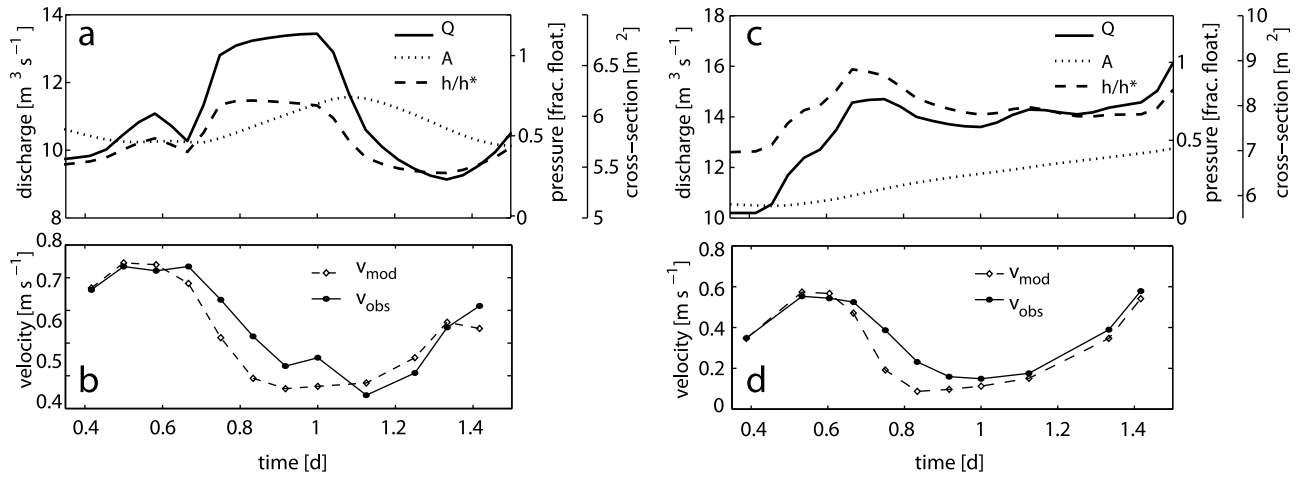 a
Q
A
h/h*
14
12
10
8
discharge [m³ s⁻¹]
1
0.5
0
pressure [frac. float.]
6.5
6
5.5
5
cross−section [m²]
c
Q
A
h/h*
18
16
14
12
10
discharge [m³ s⁻¹]
1
0.5
0
pressure [frac. float.]
10
9
8
7
6
cross−section [m²]
b
v_mod
v_obs
0.8
0.7
0.6
0.5
0.4
velocity [m s⁻¹]
0.4 0.6 0.8 1 1.2 1.4
time [d]
d
v_mod
v_obs
0.8
0.6
0.4
0.2
0
velocity [m s⁻¹]
0.4 0.6 0.8 1 1.2 1.4
time [d]